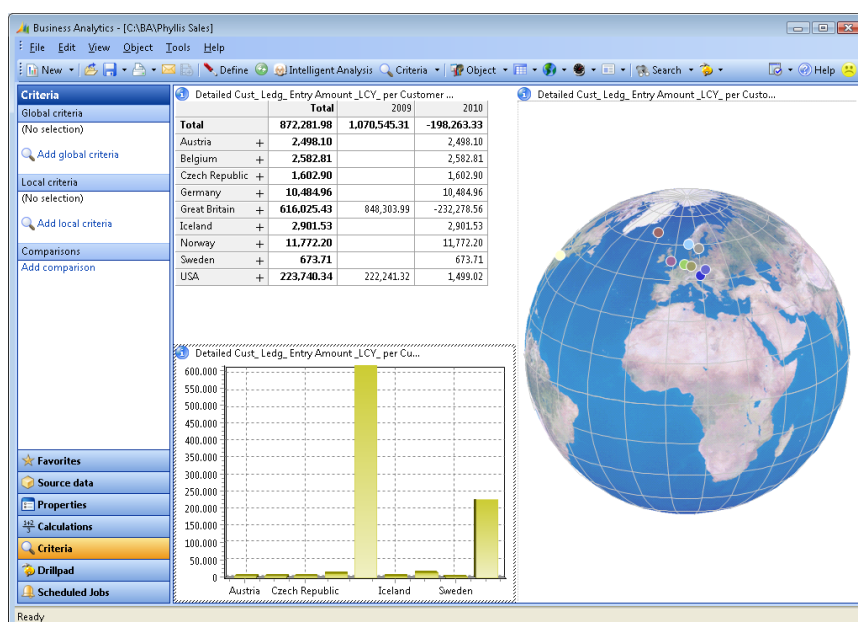 Business Analytics - [C:\BA\Phyllis Sales]
File Edit View Object Tools Help
New Define Intelligent Analysis Criteria Object Search Help
Criteria
Global criteria
(No selection)
Add global criteria
Local criteria
(No selection)
Add local criteria
Comparisons
Add comparison
Favorites
Source data
Properties
Calculations
Criteria
Drillpad
Scheduled Jobs
Detailed Cust_ Ledg_ Entry Amount _LCY_ per Customer ...
Total 2009 2010
Total 872,281.98 1,070,545.31 -198,263.33
Austria + 2,498.10 2,498.10
Belgium + 2,582.81 2,582.81
Czech Republic + 1,602.90 1,602.90
Germany + 10,484.96 10,484.96
Great Britain + 616,025.43 848,303.99 -232,278.56
Iceland + 2,901.53 2,901.53
Norway + 11,772.20 11,772.20
Sweden + 673.71 673.71
USA + 223,740.34 222,241.32 1,499.02
Detailed Cust_ Ledg_ Entry Amount _LCY_ per Cu...
600.000
550.000
500.000
450.000
400.000
350.000
300.000
250.000
200.000
150.000
100.000
50.000
0
Austria Czech Republic Iceland Sweden
Detailed Cust_ Ledg_ Entry Amount _LCY_ per Custo...
Ready